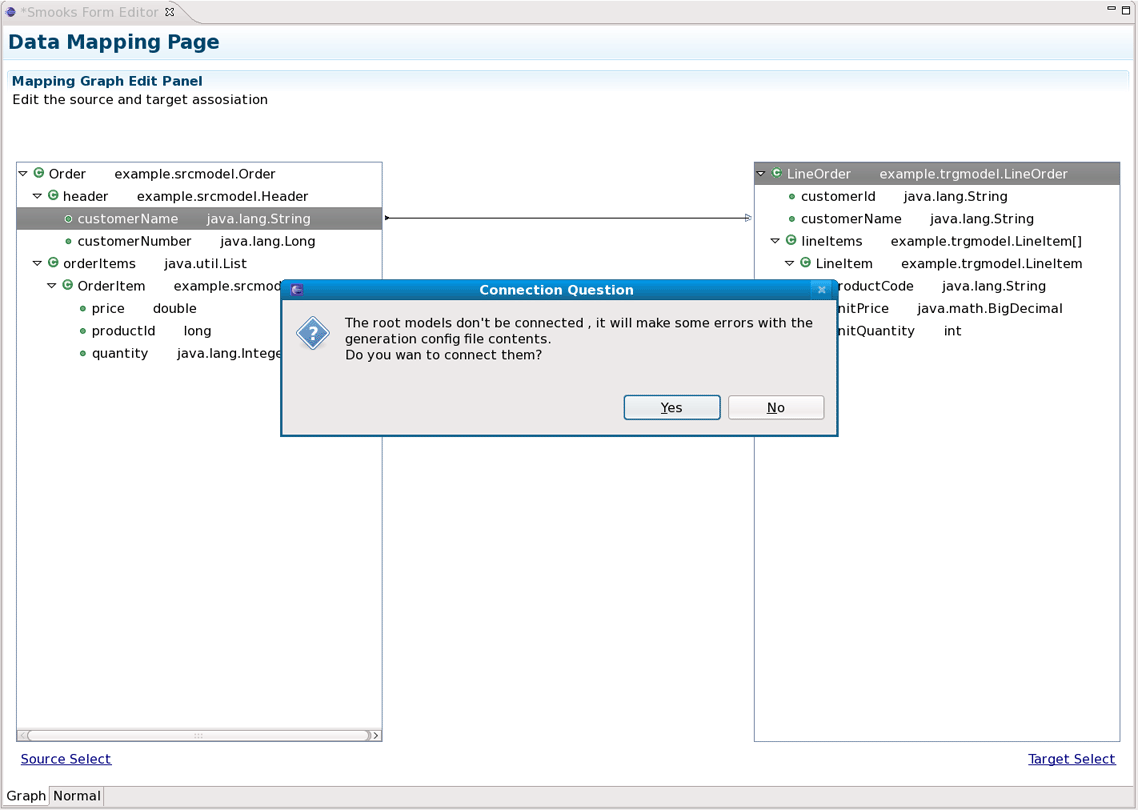 *Smooks Form Editor
Data Mapping Page
Mapping Graph Edit Panel
Edit the source and target assosiation
Order example.srcmodel.Order
header example.srcmodel.Header
customerName java.lang.String
customerNumber java.lang.Long
orderItems java.util.List
OrderItem example.srcmod
price double
productId long
quantity java.lang.Intege
LineOrder example.trgmodel.LineOrder
customerId java.lang.String
customerName java.lang.String
lineItems example.trgmodel.LineItem[]
LineItem example.trgmodel.LineItem
roductCode java.lang.String
nitPrice java.math.BigDecimal
nitQuantity int
Connection Question
The root models don't be connected , it will make some errors with the
generation config file contents.
Do you wan to connect them?
Yes No
Source Select Target Select
Graph Normal